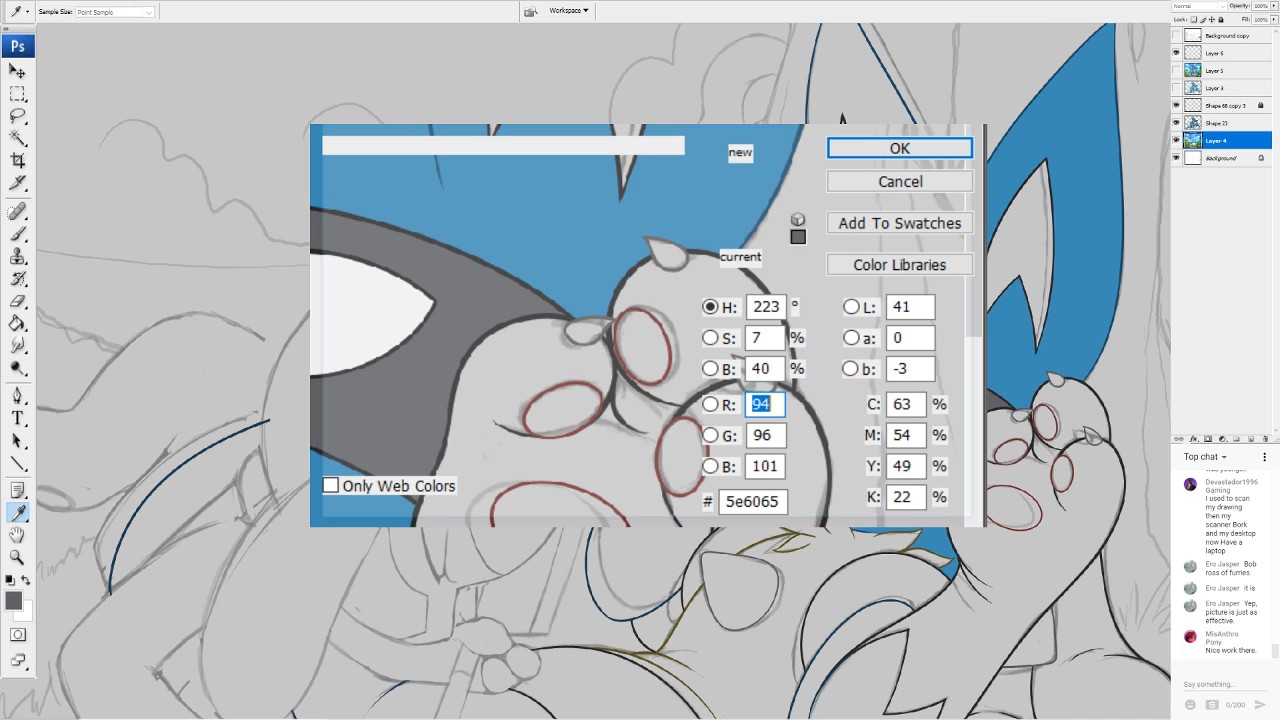 Sample Size: Point Sample
Workspace
Normal Opacity: 100%
Lock: Fill: 100%
Background copy
Layer 6
Layer 5
Layer 3
Shape 68 copy 3
Shape 23
Layer 4
Background
Ps
new
current
OK
Cancel
Add To Swatches
Color Libraries
H: 223 °
S: 7 %
B: 40 %
R: 94
G: 96
B: 101
# 5e6065
L: 41
a: 0
b: -3
C: 63 %
M: 54 %
Y: 49 %
K: 22 %
Only Web Colors
T
Top chat
Devastador1996
Gaming
I used to scan
my drawing
then my
scanner Bork
and my desktop
now Have a
laptop
Ero Jasper Bob
ross of furries.
Ero Jasper it is
Ero Jasper Yep,
picture is just as
effective.
MisAnthro
Pony
Nice work there.
Say something...
0/200